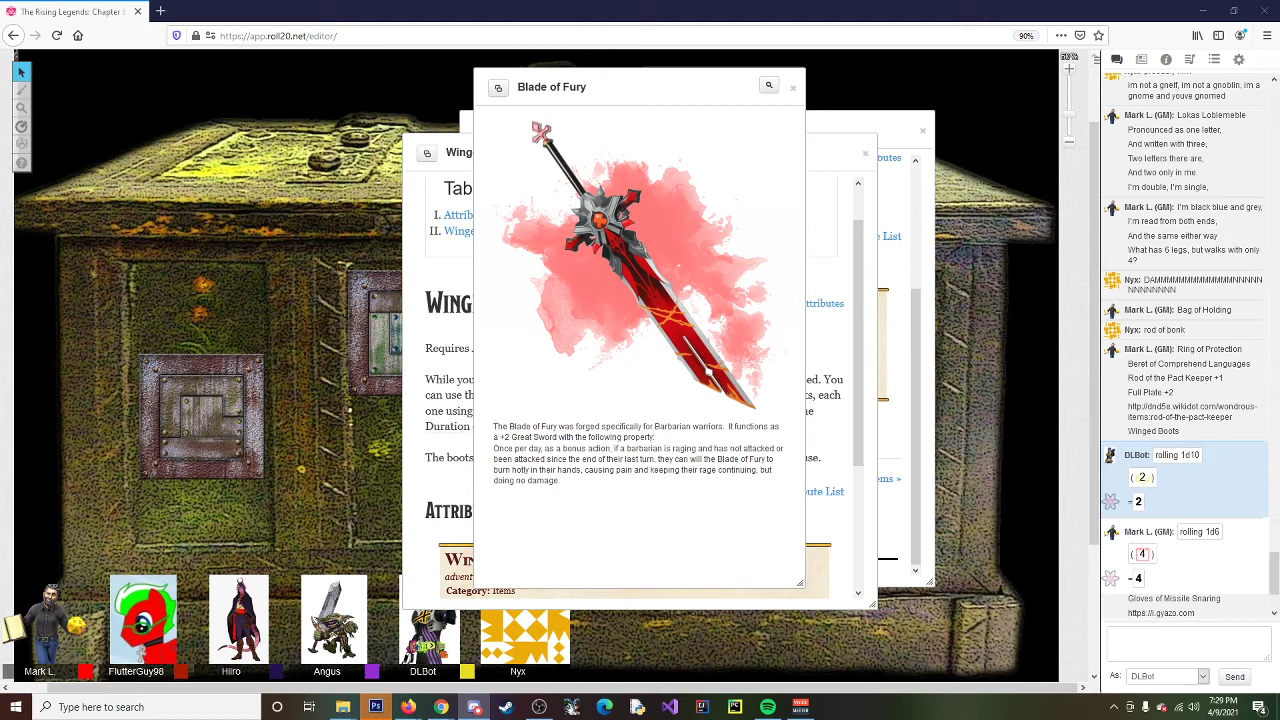 The Rising Legends: Chapter 5
https://app.roll20.net/editor/
90%
Blade of Fury
The Blade of Fury was forged specifically for Barbarian warriors. It functions as
a +2 Great Sword with the following property:
Once per day, as a bonus action, if a barbarian is raging and has not attacked or
been attacked since the end of their last turn, they can will the Blade of Fury to
burn hotly in their hands, causing pain and keeping their rage continuing, but
doing no damage.
Wing
Tab
I. Attrib
II. Winge
WING
ttributes
Requires
While you
ed. You
can use th
ts, each
one using
he
Duration
The boots
use.
ute List
ATTRIB
WIN
advent
Category: Items
butes
e List
ems »
im not a gnelf, im not a gnoblin, im a
gnome and youve gnomed
Mark L. (GM): Lokas Loblemeble
Pronounced as one letter,
And written with three,
Two letters there are,
And two only in me.
I'm double, I'm single,
Mark L. (GM): I'm black blue and grey,
I'm read from both ends,
And the same either way
What has 6 legs, but walks with only
4?
Nyx: DAMMMMMMMMMMMMNNNNN
NNNNNNNNN
Mark L. (GM): Bag of Holding
Nyx: rod of bonk
Mark L. (GM): Ring of Protection
Beret of Comprehend Languages
Rod of the Pact Keeper +1
Full Plate +2
http://dnd5e.wikidot.com/wondrous-
items:rod-of-the-pact-keeper
Winged Boots
DLBot: rolling 1d10
( 2 )
= 2
Mark L. (GM): rolling 1d6
( 4 )
= 4
Gloves of Missile Snaring
https://i.gyazo.com
As: DLBot Send
Mark L.
FlutterGuy98
Hiiro
Angus
DLBot
Nyx
Type here to search
7:29 PM
4/9/2021